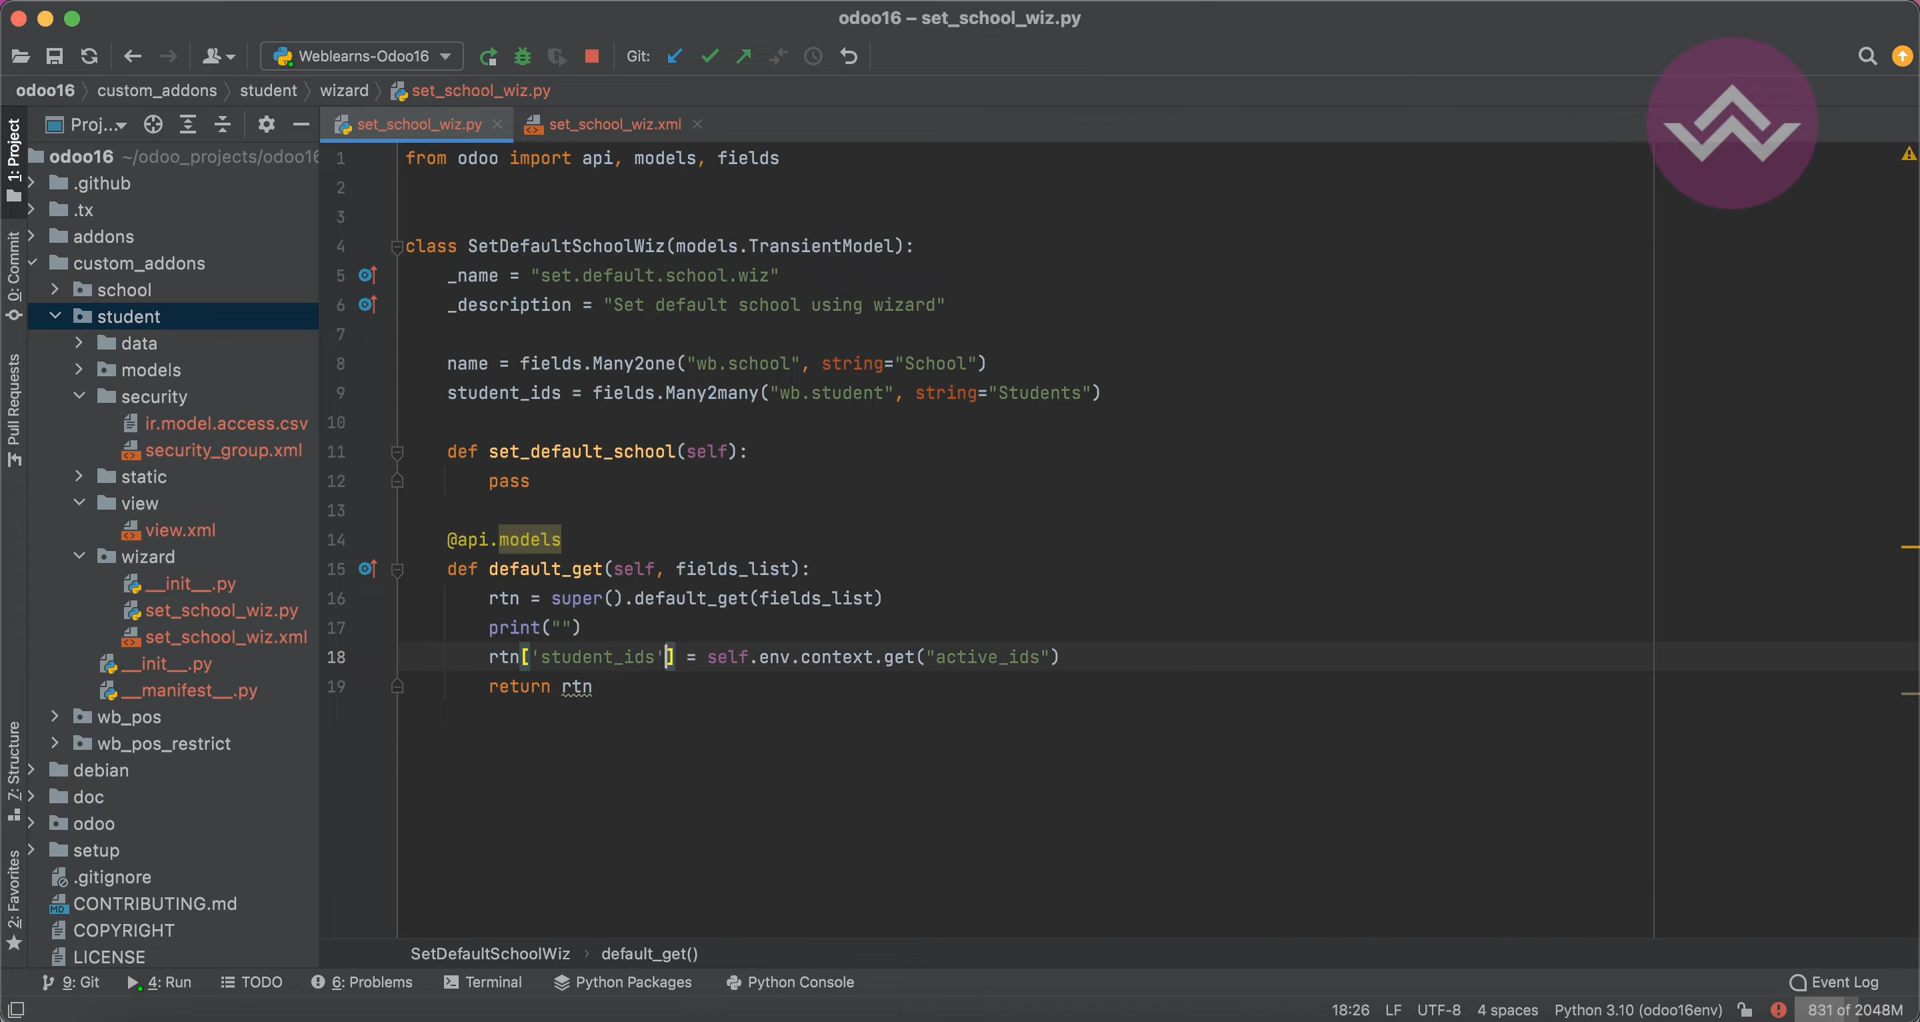 odoo16 – set_school_wiz.py
Weblearns-Odoo16
Git:
odoo16 custom_addons student wizard set_school_wiz.py
Proj...
set_school_wiz.py
set_school_wiz.xml
1: Project
0: Commit
Pull Requests
Z: Structure
2: Favorites
odoo16 ~/odoo_projects/odoo16
.github
.tx
addons
custom_addons
school
student
data
models
security
ir.model.access.csv
security_group.xml
static
view
view.xml
wizard
__init__.py
set_school_wiz.py
set_school_wiz.xml
__init__.py
__manifest__.py
wb_pos
wb_pos_restrict
debian
doc
odoo
setup
.gitignore
CONTRIBUTING.md
COPYRIGHT
LICENSE
1 from odoo import api, models, fields
2
3
4 class SetDefaultSchoolWiz(models.TransientModel):
5 _name = "set.default.school.wiz"
6 _description = "Set default school using wizard"
7
8 name = fields.Many2one("wb.school", string="School")
9 student_ids = fields.Many2many("wb.student", string="Students")
10
11 def set_default_school(self):
12 pass
13
14 @api.models
15 def default_get(self, fields_list):
16 rtn = super().default_get(fields_list)
17 print("")
18 rtn['student_ids'] = self.env.context.get("active_ids")
19 return rtn
SetDefaultSchoolWiz default_get()
9: Git 4: Run TODO 6: Problems Terminal Python Packages Python Console Event Log
18:26 LF UTF-8 4 spaces Python 3.10 (odoo16env) 831 of 2048M